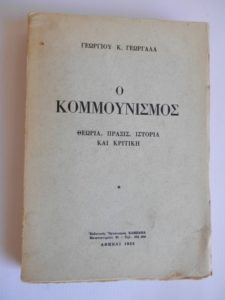 ΓΕΩΡΓΙΟΥ Κ. ΓΕΩΡΓΑΛΑ
Ο
ΚΟΜΜΟΥΝΙΣΜΟΣ
ΘΕΩΡΙΑ, ΠΡΑΞΙΣ, ΙΣΤΟΡΙΑ
ΚΑΙ ΚΡΙΤΙΚΗ
ΑΘΗΝΑΙ